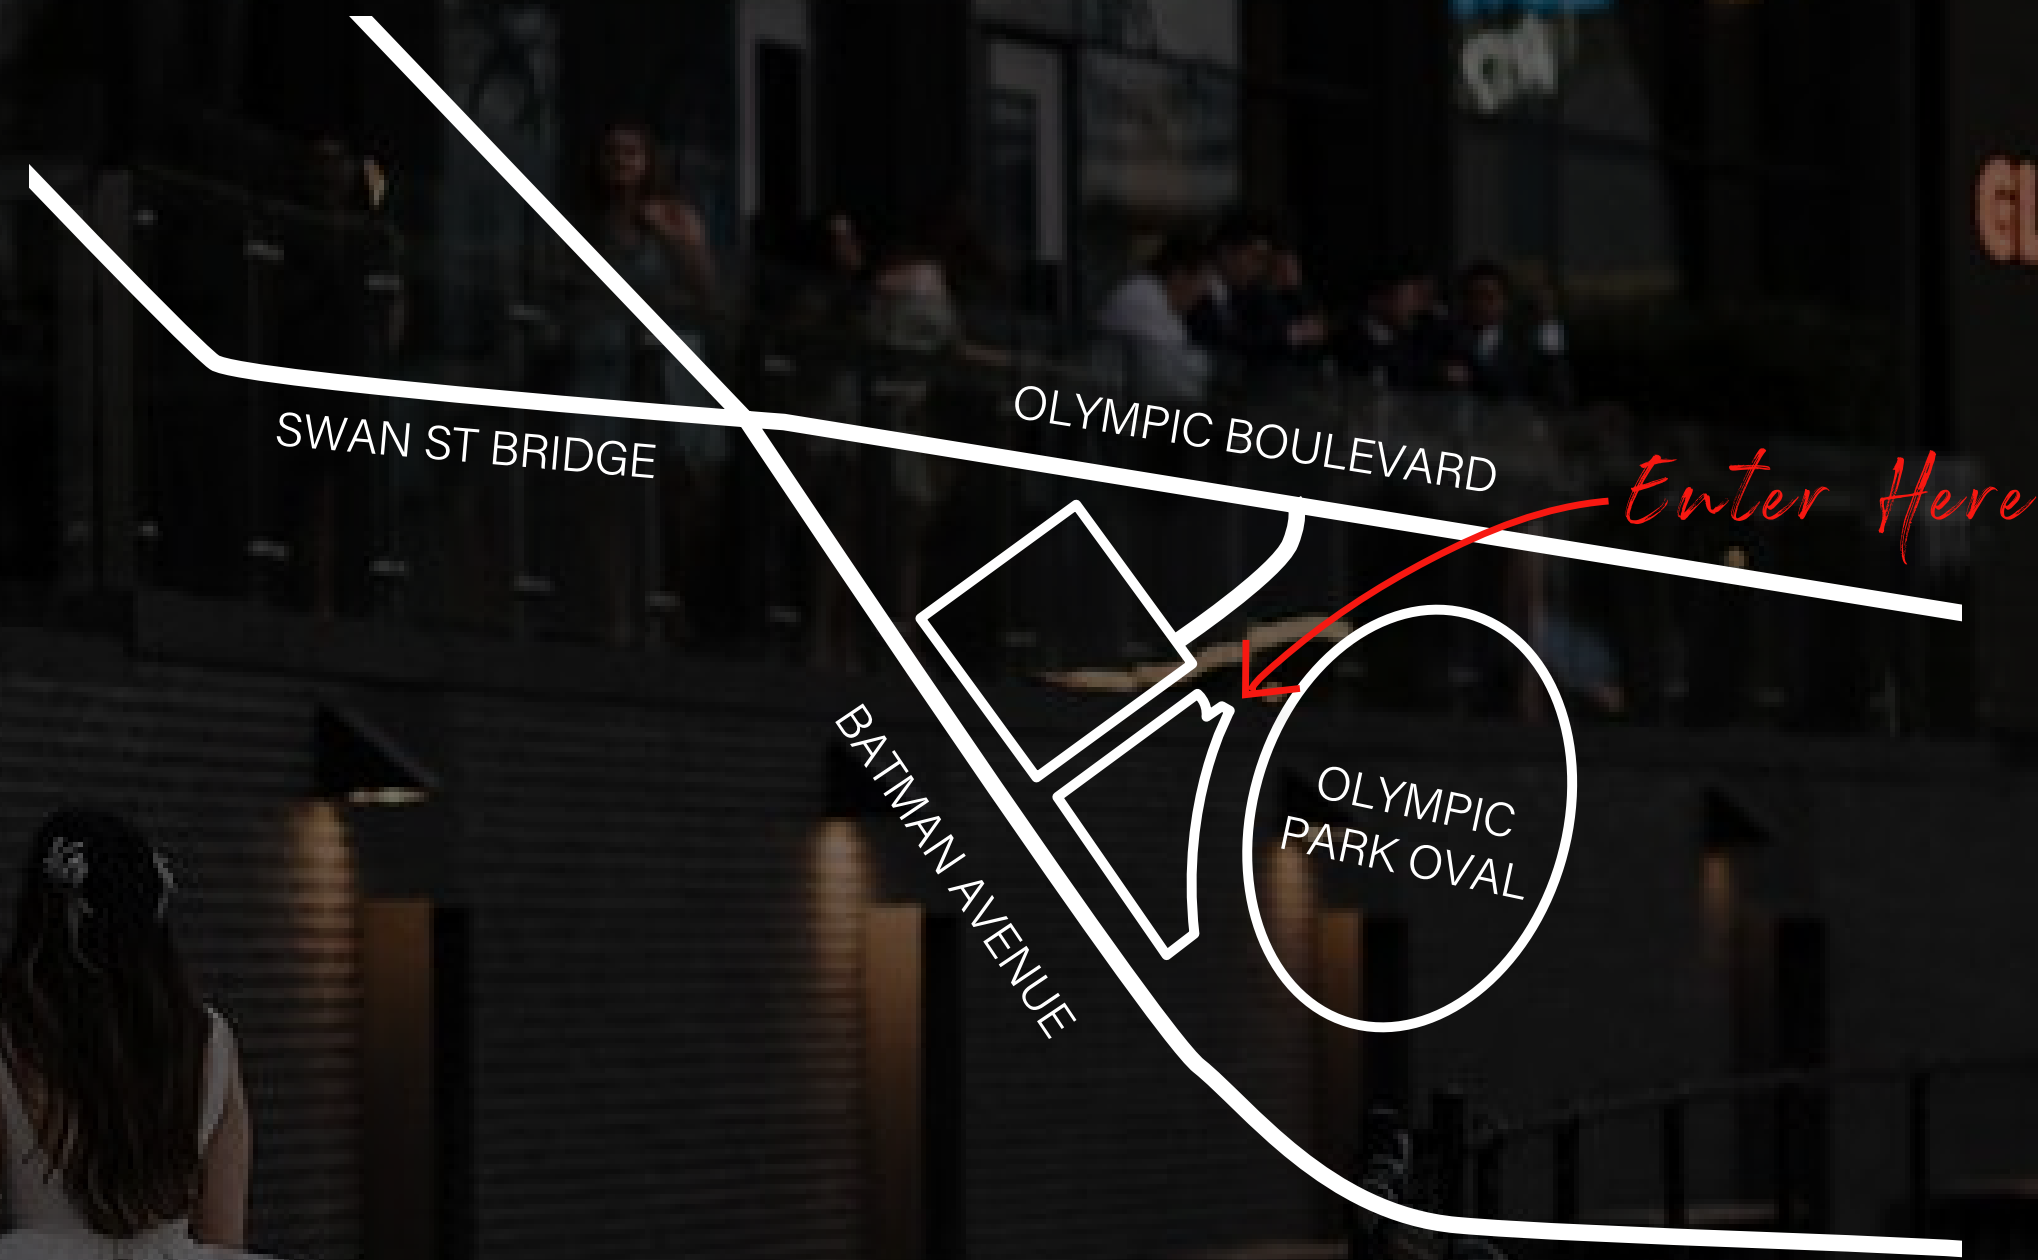 OLYMPIC BOULEVARD
SWAN ST BRIDGE
Enter Here
BATMAN AVENUE
OLYMPIC
PARK OVAL